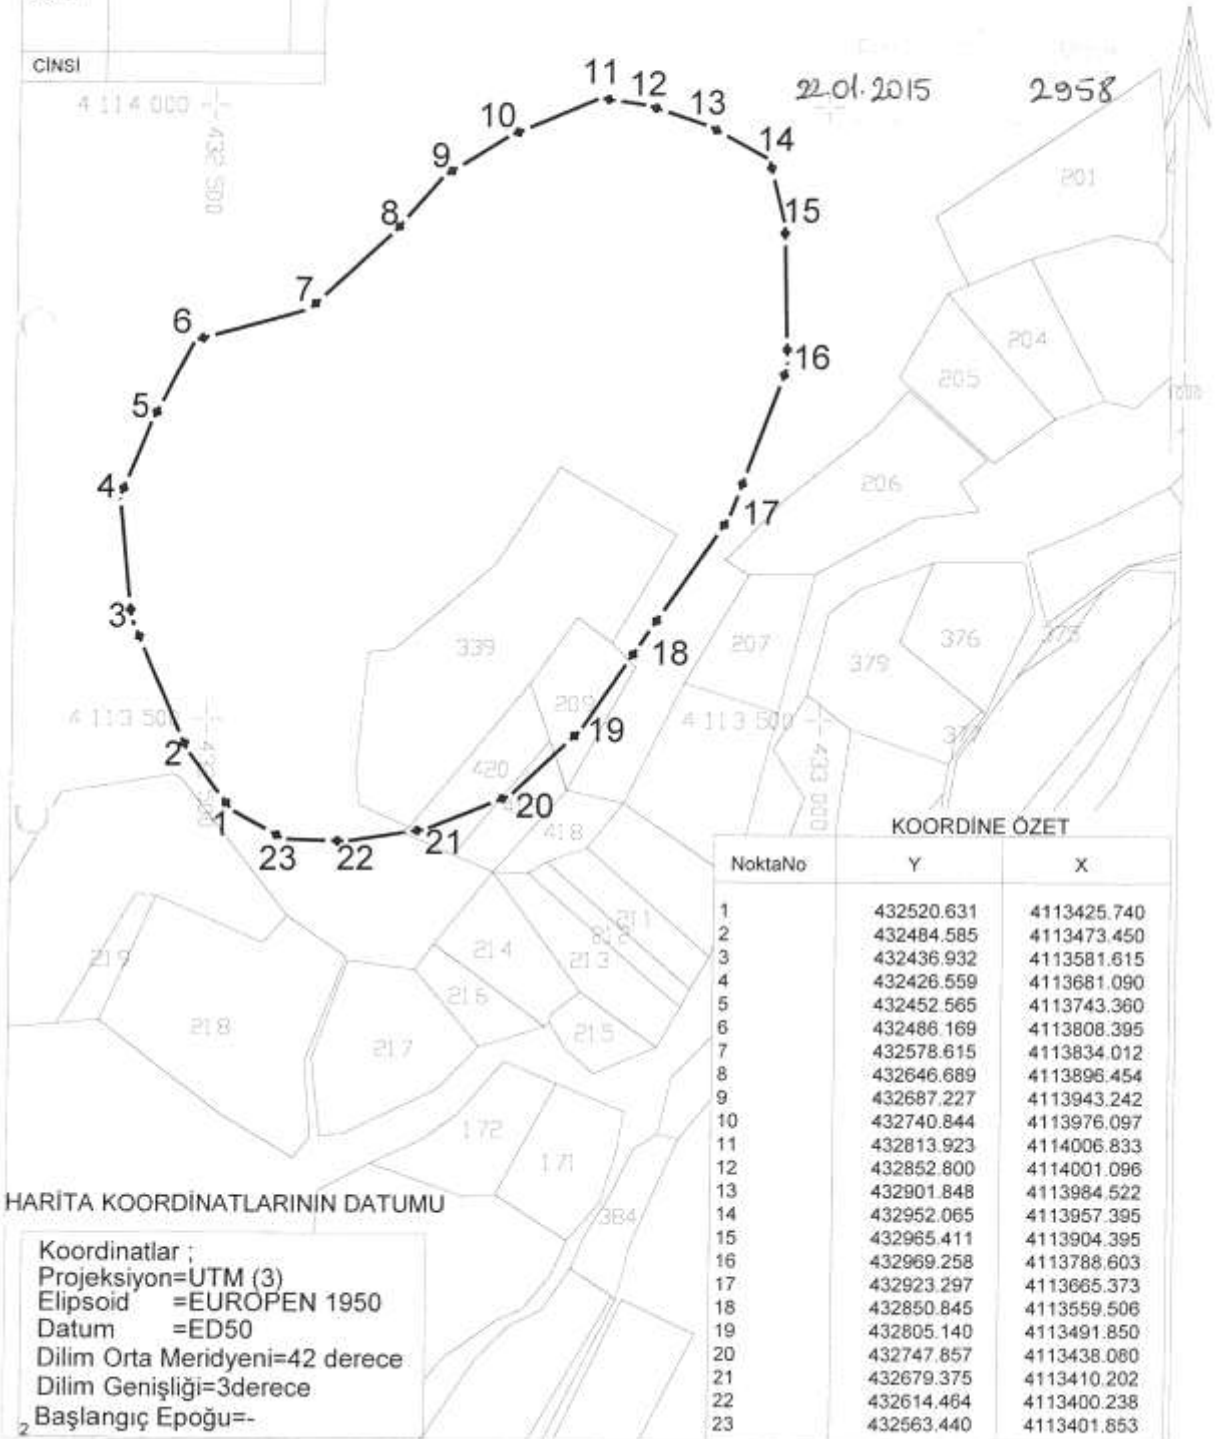 CİNSİ
4 114 000
432 500
22.01.2015 2958
11
12
10
13
14
9
201
15
8
7
6
204
16
205
5
4
206
17
3
339
18
207
376
375
379
209
4 113 500
4 113 500
19
377
2
420
433 000
20
1
418
21
23
22
KOORDİNE ÖZET
NoktaNo Y X
1 432520.631 4113425.740
2 432484.585 4113473.450
3 432436.932 4113581.615
4 432426.559 4113681.090
5 432452.565 4113743.360
6 432486.169 4113808.395
7 432578.615 4113834.012
8 432646.689 4113896.454
9 432687.227 4113943.242
10 432740.844 4113976.097
11 432813.923 4114006.833
12 432852.800 4114001.096
13 432901.848 4113984.522
14 432952.065 4113957.395
15 432965.411 4113904.395
16 432969.258 4113788.603
17 432923.297 4113665.373
18 432850.845 4113559.506
19 432805.140 4113491.850
20 432747.857 4113438.080
21 432679.375 4113410.202
22 432614.464 4113400.238
23 432563.440 4113401.853
211
212
214
213
219
216
218
215
217
172
171
384
HARİTA KOORDİNATLARININ DATUMU
Koordinatlar ;
Projeksiyon=UTM (3)
Elipsoid =EUROPEN 1950
Datum =ED50
Dilim Orta Meridyeni=42 derece
Dilim Genişliği=3derece
2 Başlangıç Epoğu=-